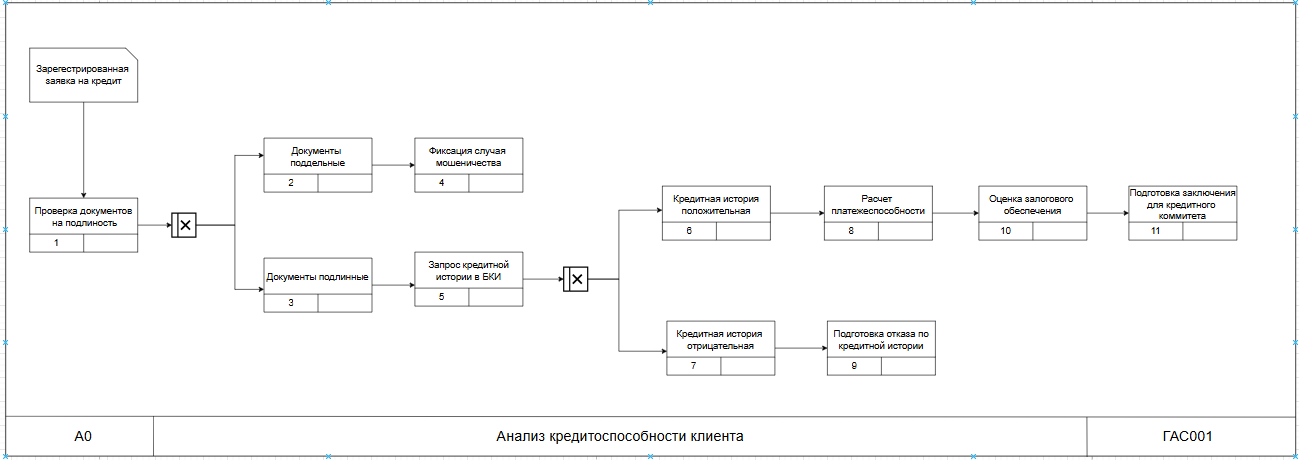 Зарегестрированная
заявка на кредит
Проверка документов
на подлиность
1
Документы
поддельные
2
Фиксация случая
мошеничества
4
Документы подлинные
3
Запрос кредитной
истории в БКИ
5
Кредитная история
положительная
6
Расчет
платежеспособности
8
Оценка залогового
обеспечения
10
Подготовка заключения
для кредитного
коммитета
11
Кредитная история
отрицательная
7
Подготовка отказа по
кредитной истории
9
А0
Анализ кредитоспособности клиента
ГАС001